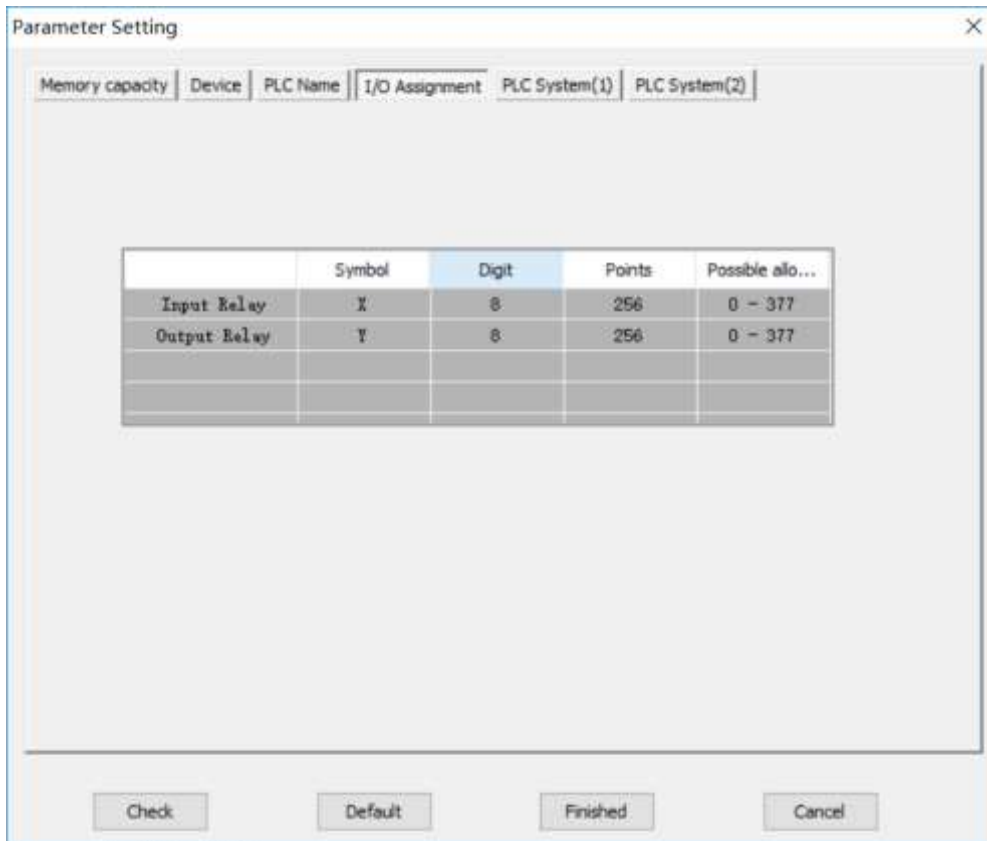 Parameter Setting
Memory capacity Device PLC Name I/O Assignment PLC System(1) PLC System(2)
Symbol Digit Points Possible allo...
Input Relay X 8 256 0 - 377
Output Relay Y 8 256 0 - 377
Check Default Finished Cancel